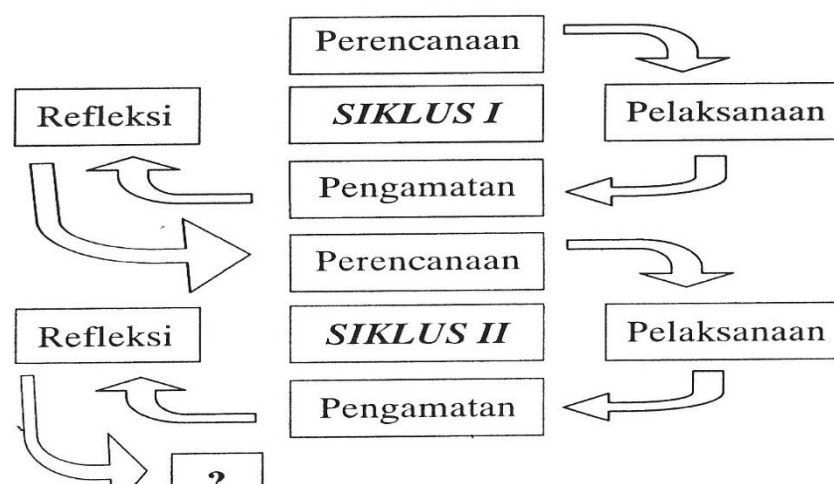 Perencanaan
Refleksi
SIKLUS I
Pelaksanaan
Pengamatan
Perencanaan
Refleksi
SIKLUS II
Pelaksanaan
Pengamatan
?